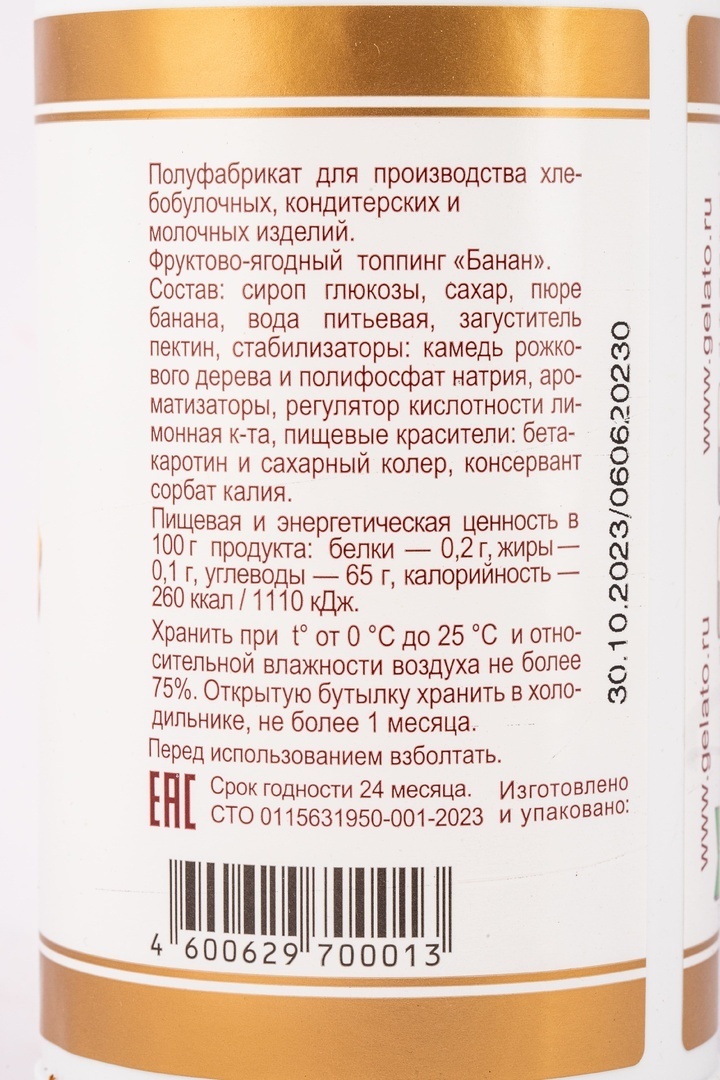 Полуфабрикат для производства хле-
бобулочных, кондитерских и
молочных изделий.
Фруктово-ягодный топпинг «Банан».
Состав: сироп глюкозы, сахар, пюре
банана, вода питьевая, загуститель
пектин, стабилизаторы: камедь рожко-
вого дерева и полифосфат натрия, аро-
матизаторы, регулятор кислотности ли-
монная к-та, пищевые красители: бета-
каротин и сахарный колер, консервант
сорбат калия.
Пищевая и энергетическая ценность в
100 г продукта: белки — 0,2 г, жиры —
0,1 г, углеводы — 65 г, калорийность —
260 ккал / 1110 кДж.
Хранить при t° от 0 °C до 25 °C и отно-
сительной влажности воздуха не более
75%. Открытую бутылку хранить в холо-
дильнике, не более 1 месяца.
Перед использованием взболтать.
EAC
Срок годности 24 месяца.
СТО 0115631950-001-2023
Изготовлено
и упаковано:
4 600629 700013
30.10.2023/060620230
www.gelato.ru
www.gelato.ru